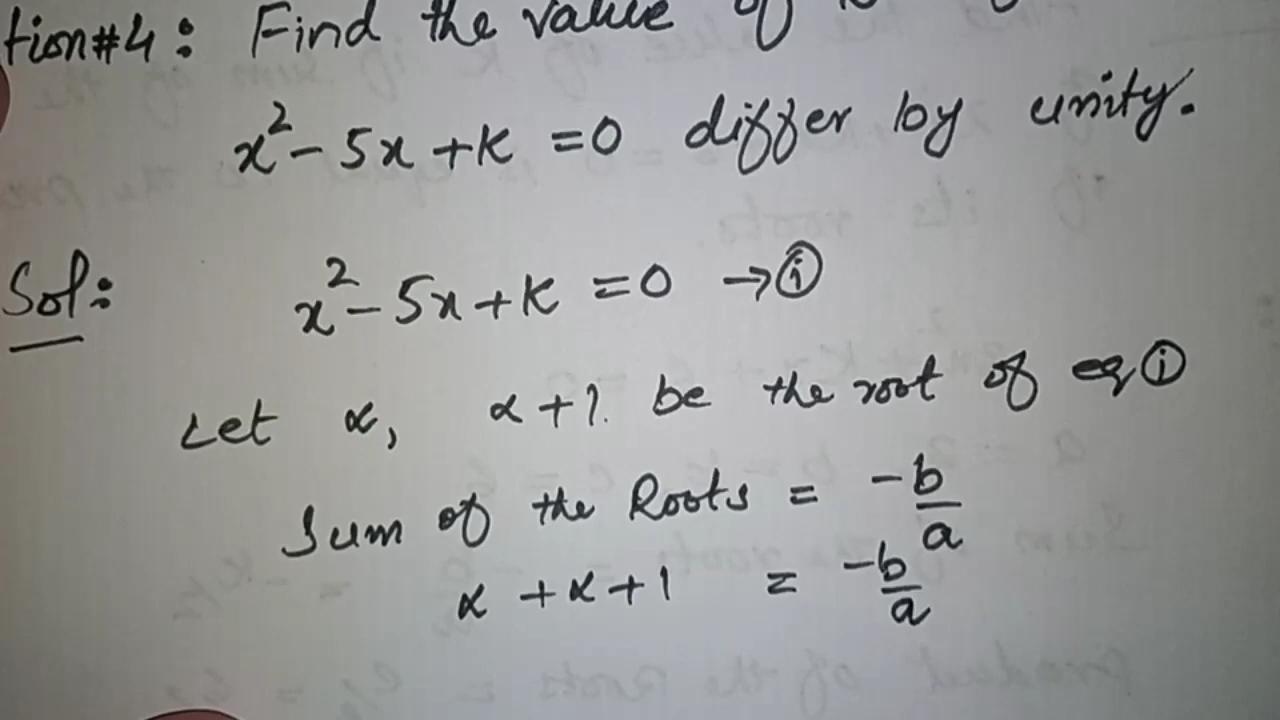 tion#4: Find the value of
x² - 5x + K = 0 differ by unity.
Sol: x² - 5x + K = 0 → ⓘ
Let α, α + 1. be the root of eq ⓘ
Sum of the Roots = -b/a
α + α + 1 = -b/a